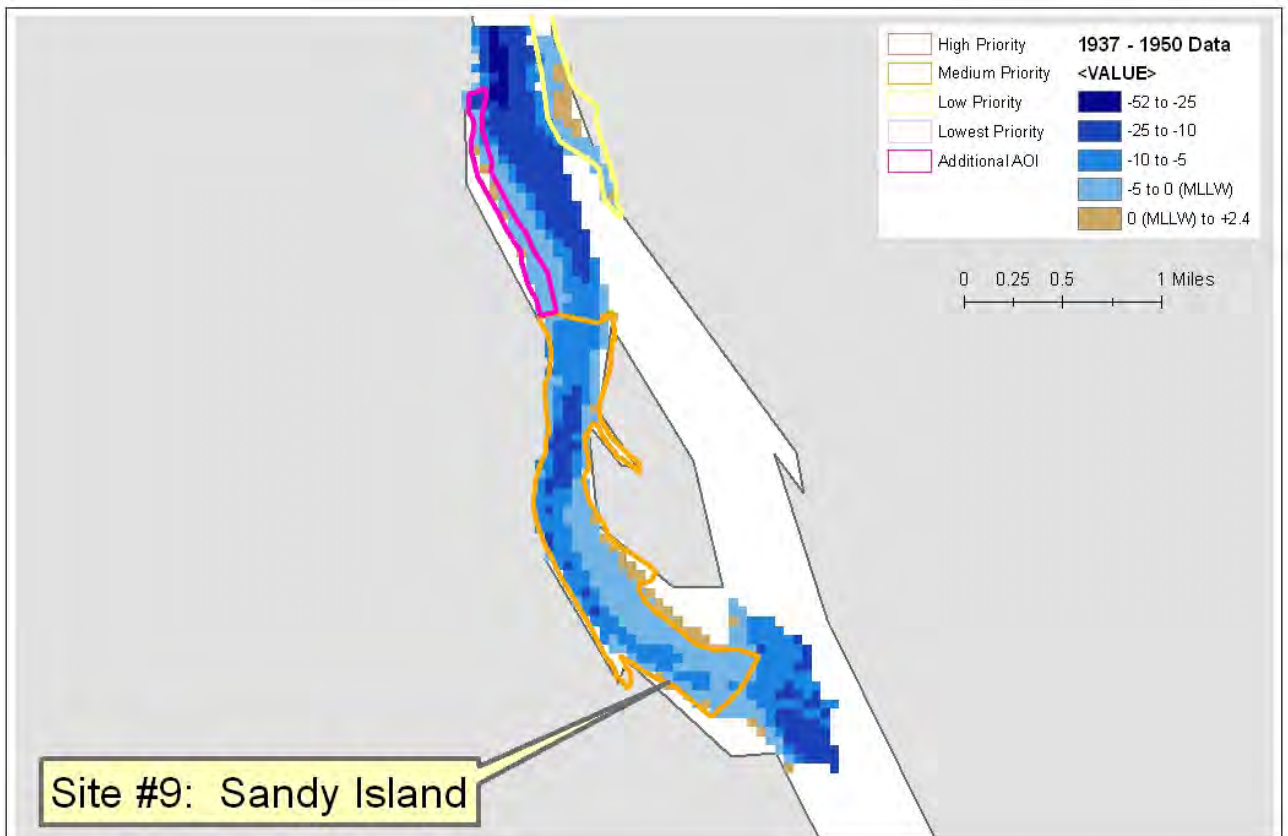 High Priority
Medium Priority
Low Priority
Lowest Priority
Additional AOI
1937 - 1950 Data
<VALUE>
-52 to -25
-25 to -10
-10 to -5
-5 to 0 (MLLW)
0 (MLLW) to +2.4
0 0.25 0.5 1 Miles
Site #9: Sandy Island